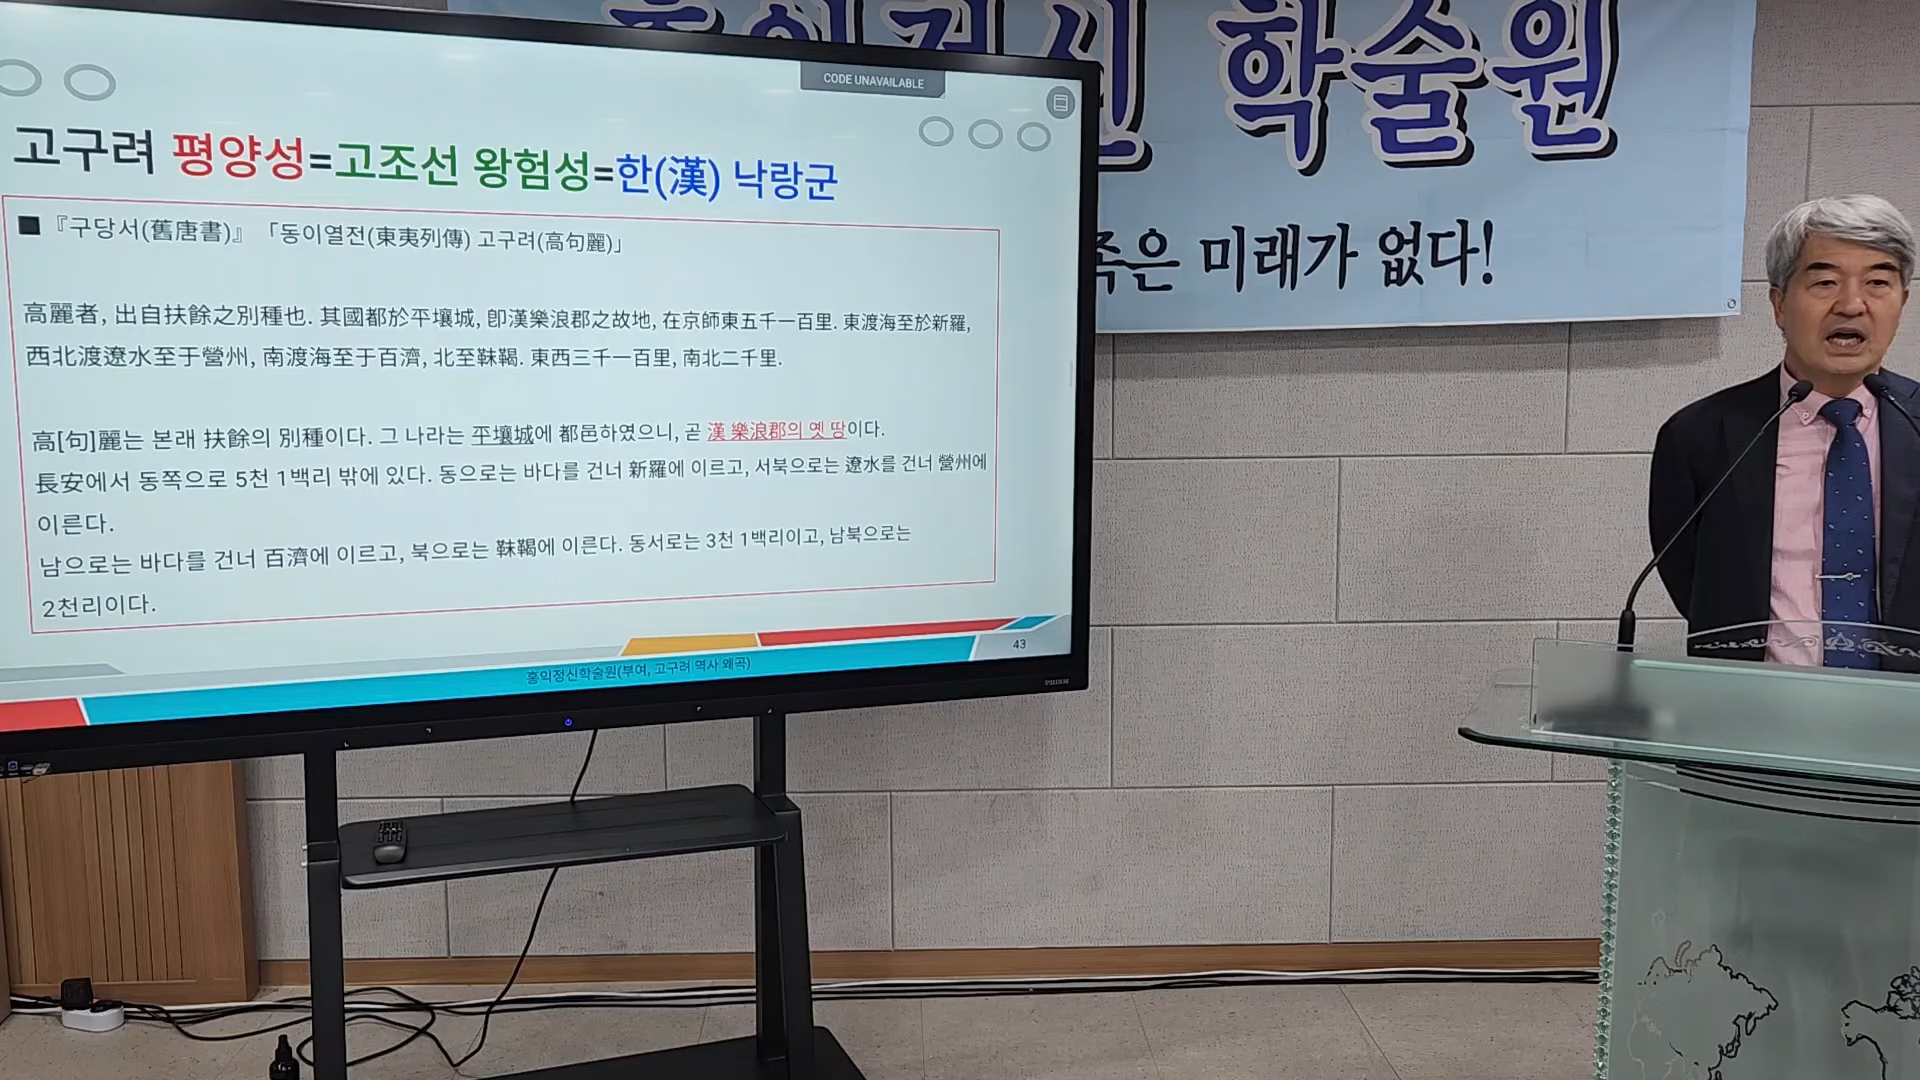 CODE UNAVAILABLE
고구려 평양성=고조선 왕험성=한(漢) 낙랑군
■『구당서(舊唐書)』「동이열전(東夷列傳) 고구려(高句麗)」
高麗者, 出自扶餘之別種也. 其國都於平壤城, 卽漢樂浪郡之故地, 在京師東五千一百里. 東渡海至於新羅,
西北渡遼水至于營州, 南渡海至于百濟, 北至靺鞨. 東西三千一百里, 南北二千里.
高[句]麗는 본래 扶餘의 別種이다. 그 나라는 平壤城에 都邑하였으니, 곧 漢 樂浪郡의 옛 땅이다.
長安에서 동쪽으로 5천 1백리 밖에 있다. 동으로는 바다를 건너 新羅에 이르고, 서북으로는 遼水를 건너 營州에
이른다.
남으로는 바다를 건너 百濟에 이르고, 북으로는 靺鞨에 이른다. 동서로는 3천 1백리이고, 남북으로는
2천리이다.
43
홍익정신학술원(부여, 고구려 역사 왜곡)
PRISM
학술원
족은 미래가 없다!